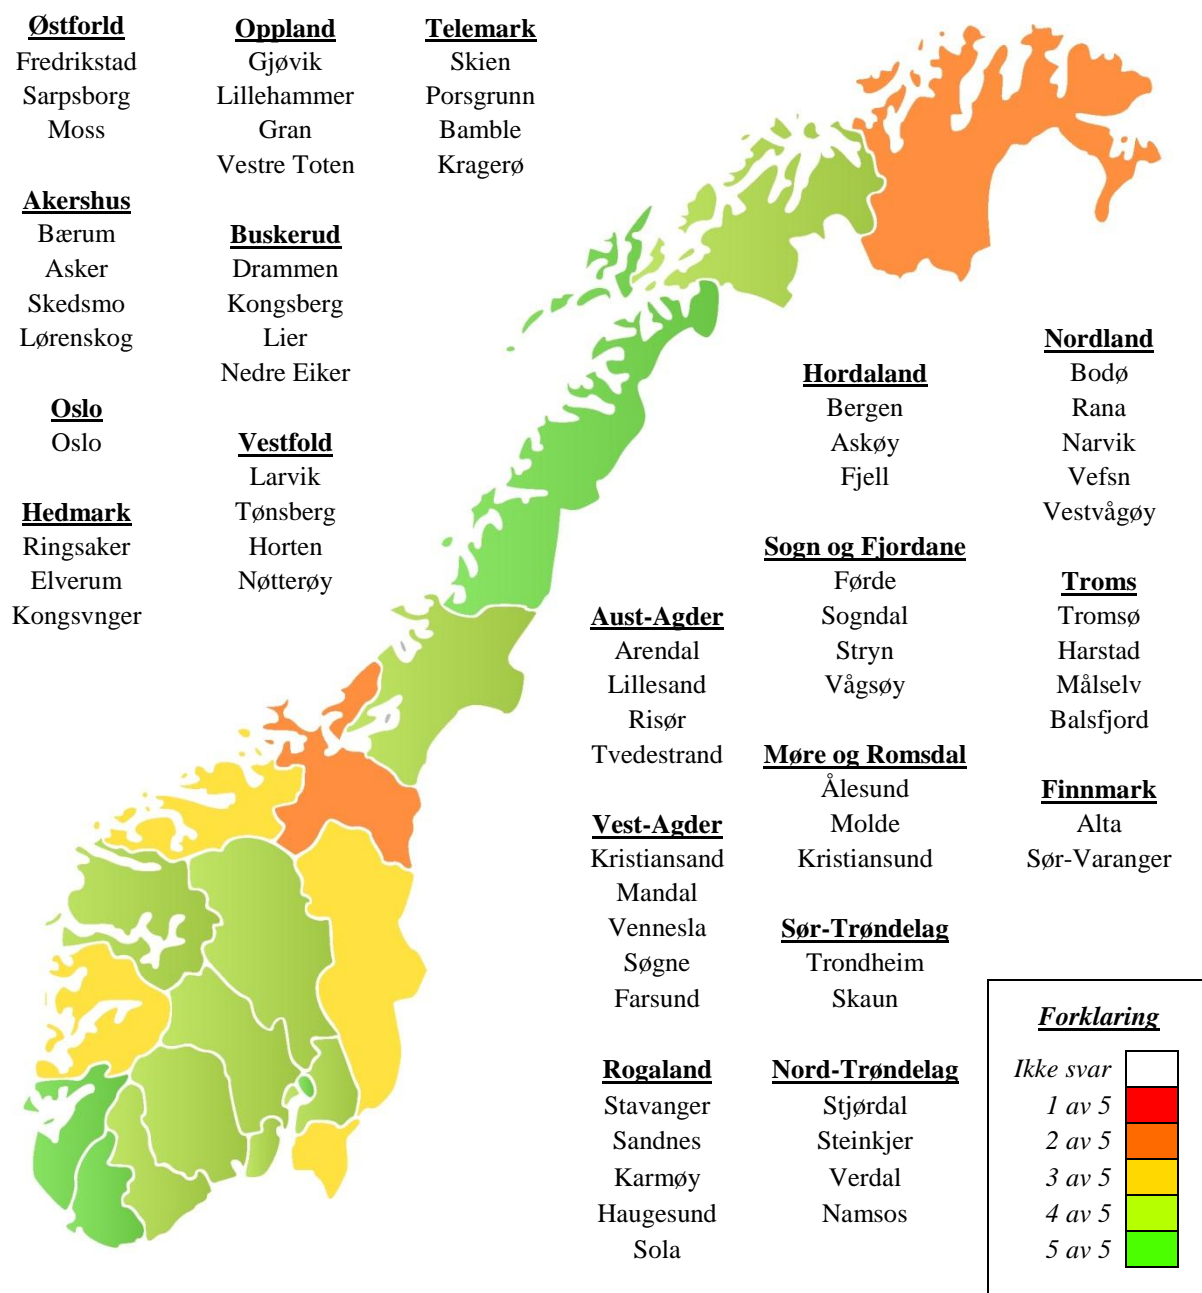 Østforld
Fredrikstad
Sarpsborg
Moss
Akershus
Bærum
Asker
Skedsmo
Lørenskog
Oslo
Oslo
Hedmark
Ringsaker
Elverum
Kongsvnger
Oppland
Gjøvik
Lillehammer
Gran
Vestre Toten
Buskerud
Drammen
Kongsberg
Lier
Nedre Eiker
Vestfold
Larvik
Tønsberg
Horten
Nøtterøy
Telemark
Skien
Porsgrunn
Bamble
Kragerø
Aust-Agder
Arendal
Lillesand
Risør
Tvedestrand
Vest-Agder
Kristiansand
Mandal
Vennesla
Søgne
Farsund
Rogaland
Stavanger
Sandnes
Karmøy
Haugesund
Sola
Hordaland
Bergen
Askøy
Fjell
Sogn og Fjordane
Førde
Sogndal
Stryn
Vågsøy
Møre og Romsdal
Ålesund
Molde
Kristiansund
Sør-Trøndelag
Trondheim
Skaun
Nord-Trøndelag
Stjørdal
Steinkjer
Verdal
Namsos
Nordland
Bodø
Rana
Narvik
Vefsn
Vestvågøy
Troms
Tromsø
Harstad
Målselv
Balsfjord
Finnmark
Alta
Sør-Varanger
Forklaring
Ikke svar
1 av 5
2 av 5
3 av 5
4 av 5
5 av 5